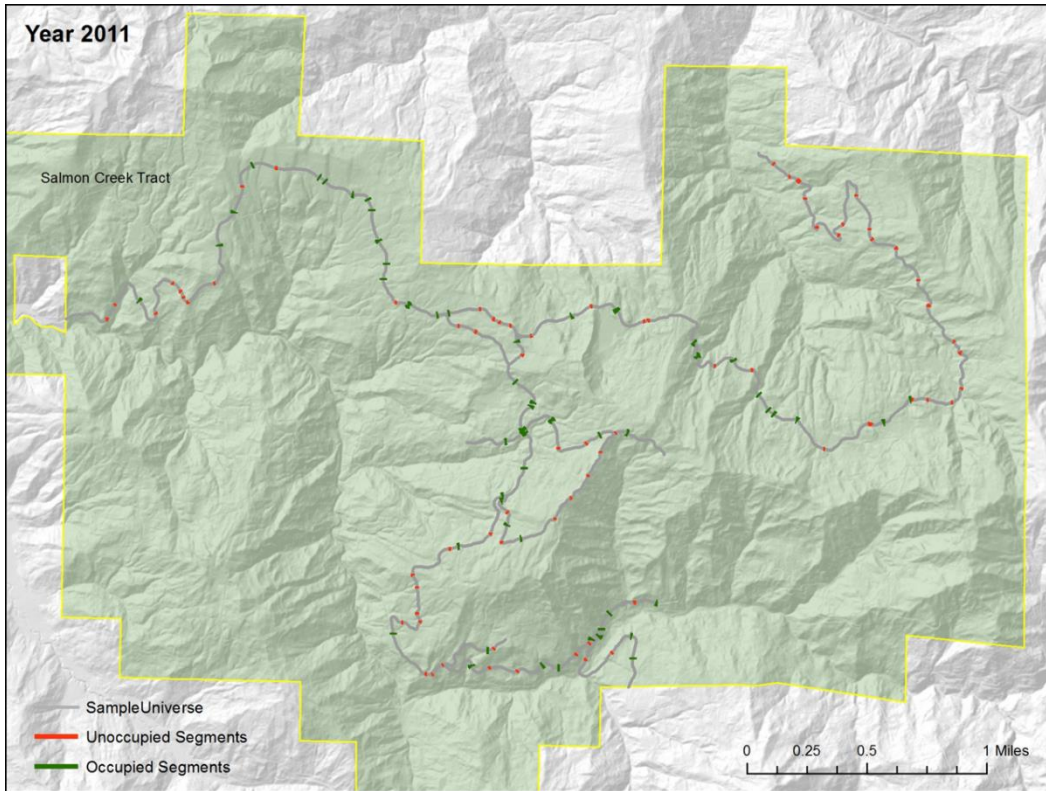 Year 2011
Salmon Creek Tract
SampleUniverse
Unoccupied Segments
Occupied Segments
0 0.25 0.5 1 Miles